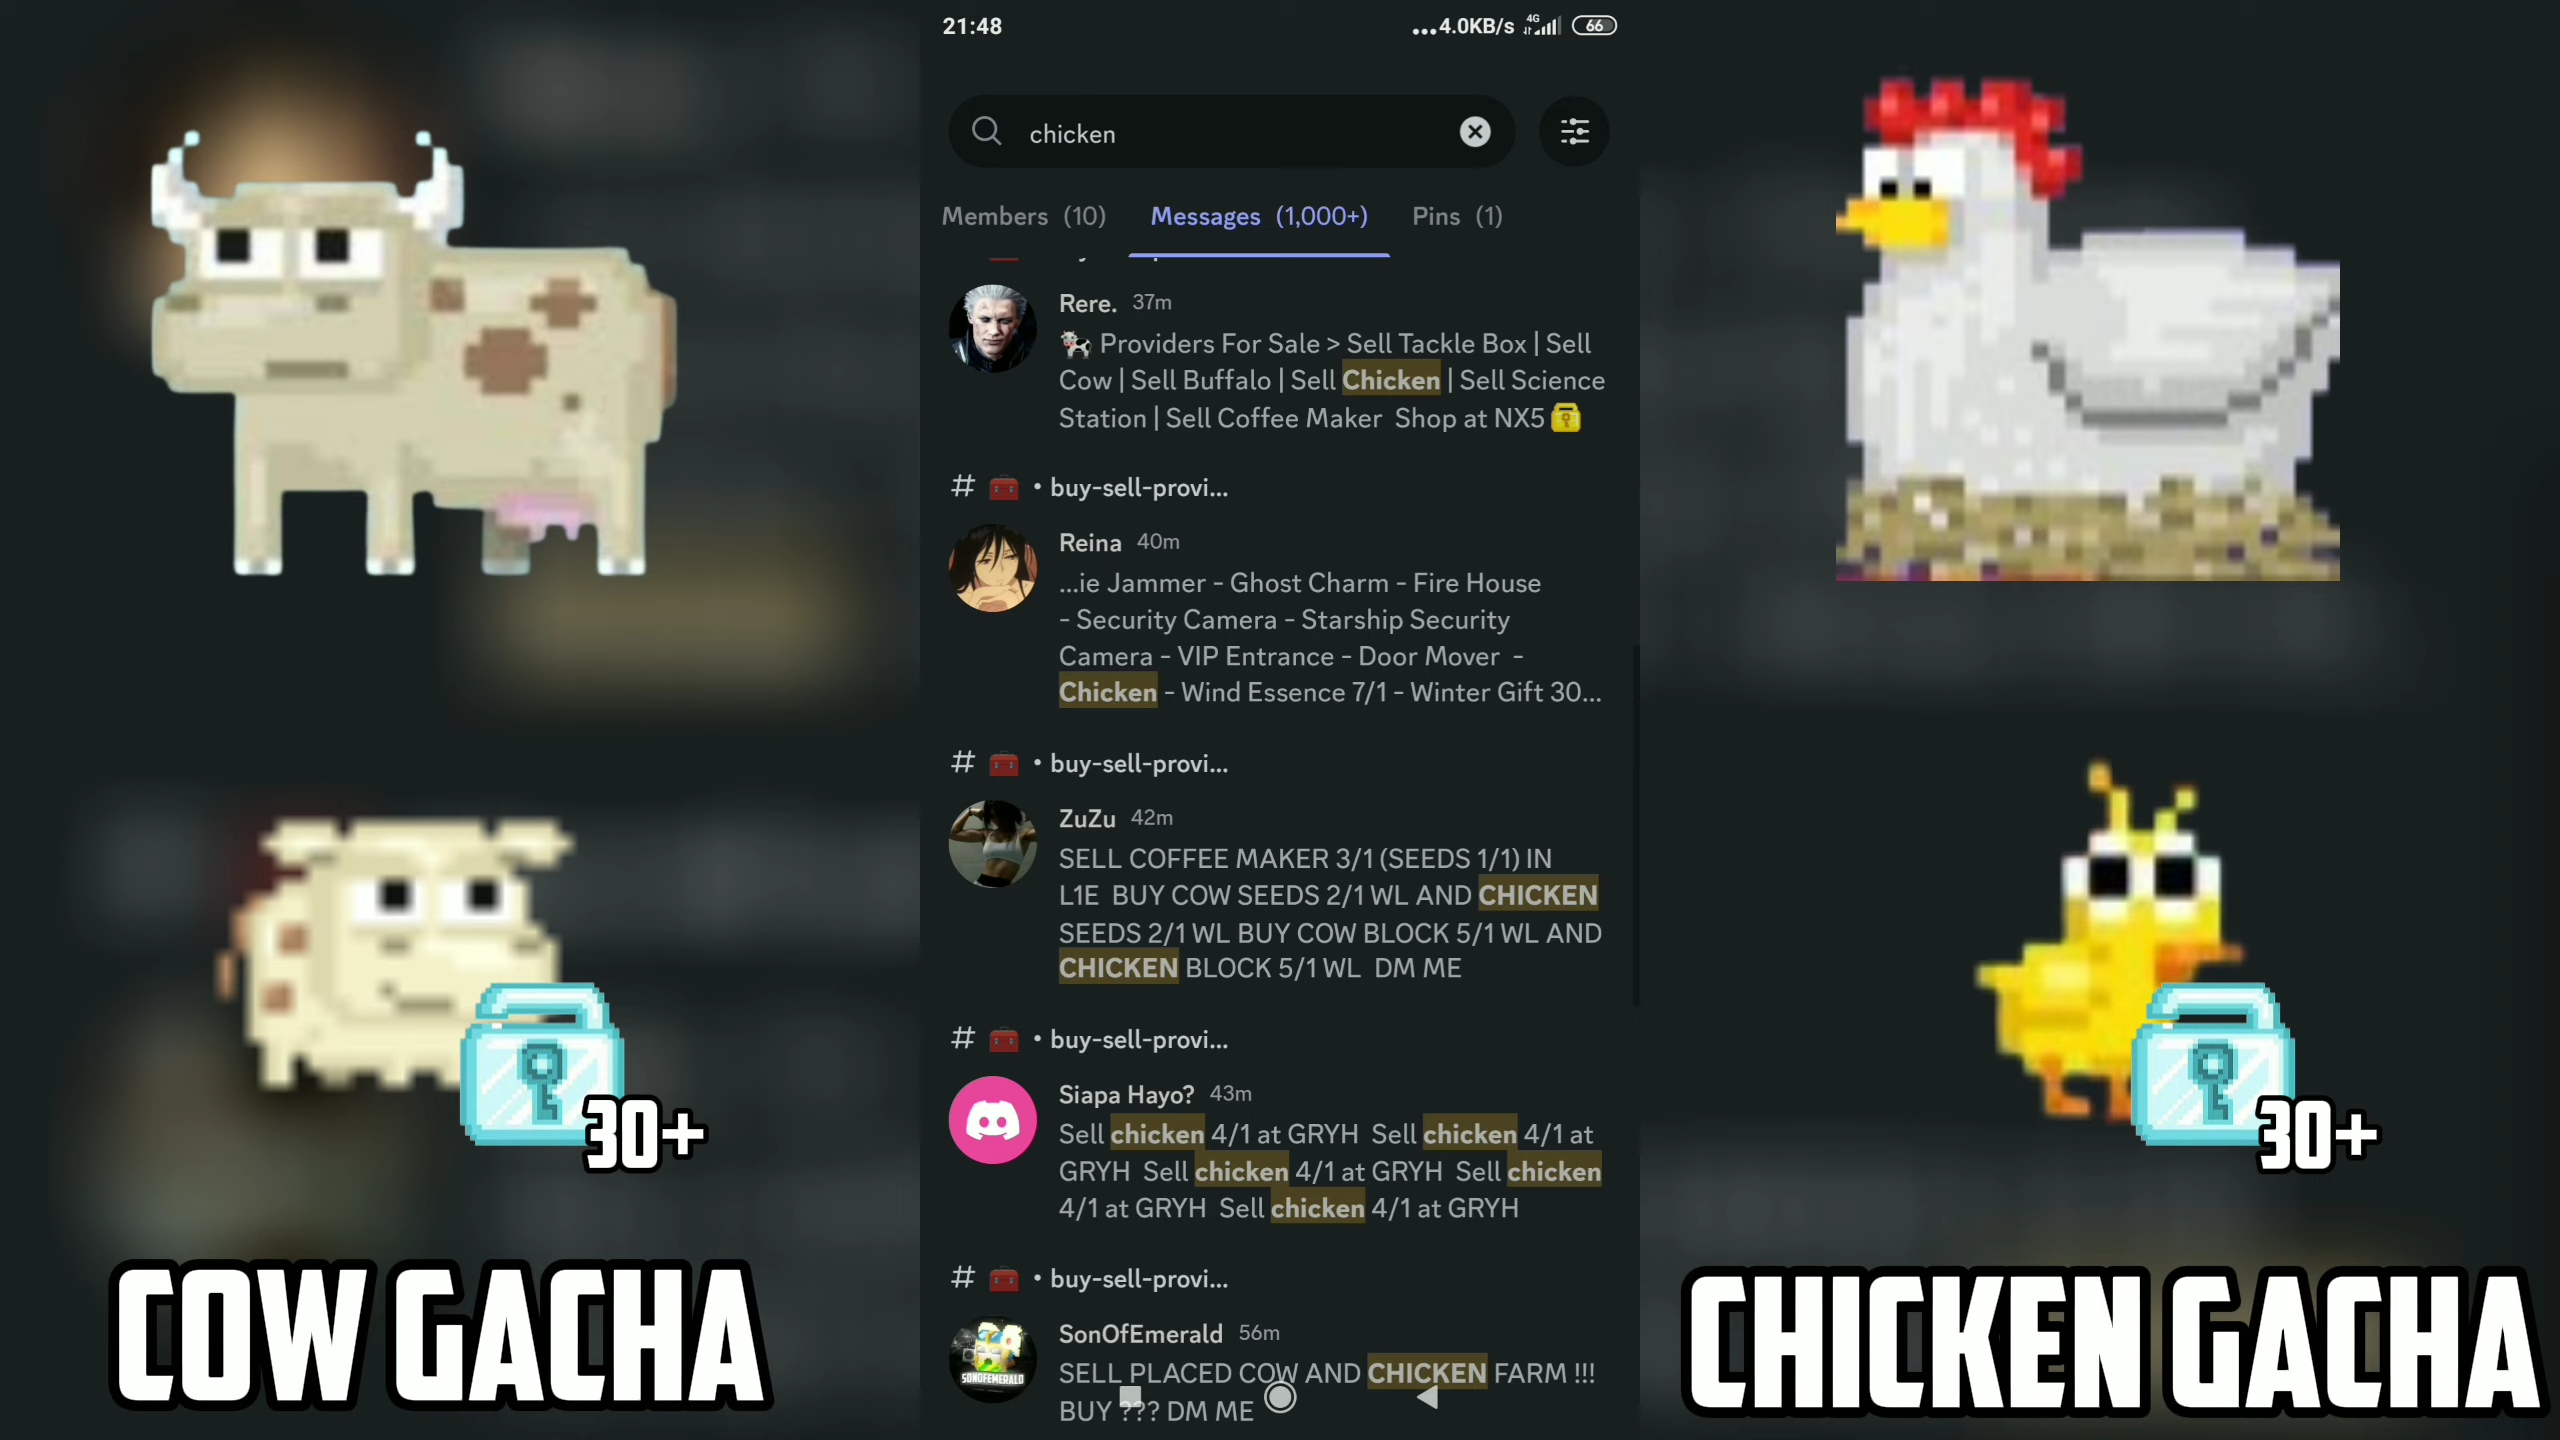 21:48
...4.0KB/s 4G 66
chicken
Members (10) Messages (1,000+) Pins (1)
Rere. 37m
Providers For Sale > Sell Tackle Box | Sell
Cow | Sell Buffalo | Sell Chicken | Sell Science
Station | Sell Coffee Maker Shop at NX5
# • buy-sell-provi...
Reina 40m
...ie Jammer - Ghost Charm - Fire House
- Security Camera - Starship Security
Camera - VIP Entrance - Door Mover -
Chicken - Wind Essence 7/1 - Winter Gift 30...
# • buy-sell-provi...
ZuZu 42m
SELL COFFEE MAKER 3/1 (SEEDS 1/1) IN
L1E BUY COW SEEDS 2/1 WL AND CHICKEN
SEEDS 2/1 WL BUY COW BLOCK 5/1 WL AND
CHICKEN BLOCK 5/1 WL DM ME
# • buy-sell-provi...
Siapa Hayo? 43m
Sell chicken 4/1 at GRYH Sell chicken 4/1 at
GRYH Sell chicken 4/1 at GRYH Sell chicken
4/1 at GRYH Sell chicken 4/1 at GRYH
# • buy-sell-provi...
SonOfEmerald 56m
SONOFEMERALD
SELL PLACED COW AND CHICKEN FARM !!!
BUY ??? DM ME
30+
COW GACHA
30+
CHICKEN GACHA